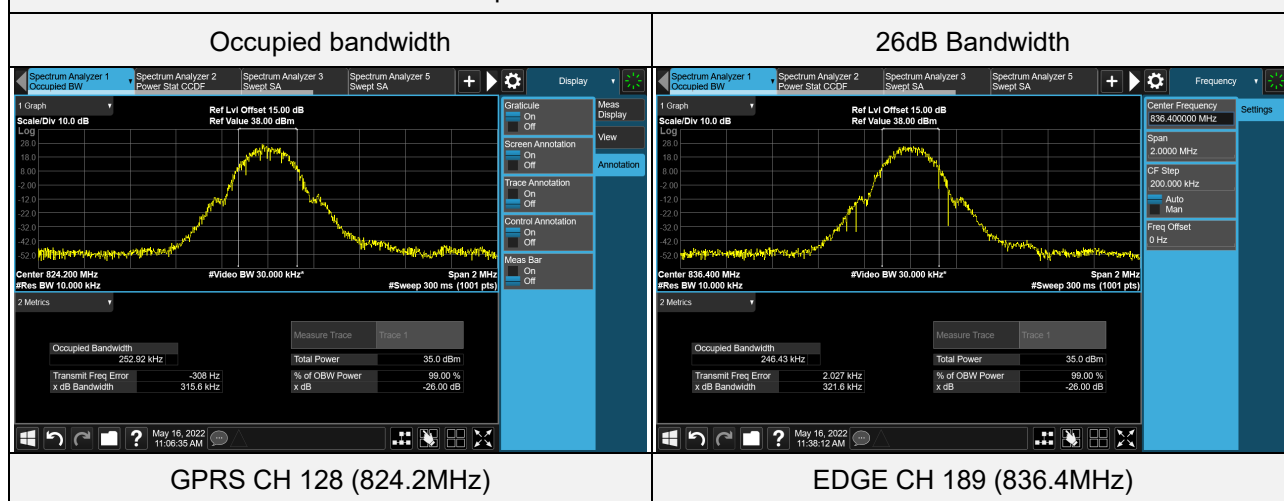 Occupied bandwidth
26dB Bandwidth
Spectrum Analyzer 1
Occupied BW
Spectrum Analyzer 2
Power Stat CCDF
Spectrum Analyzer 3
Swept SA
Spectrum Analyzer 5
Swept SA
Display
1 Graph
Scale/Div 10.0 dB
Ref Lvl Offset 15.00 dB
Ref Value 38.00 dBm
Log
28.0
18.0
8.00
-2.00
-12.0
-22.0
-32.0
-42.0
-52.0
Center 824.200 MHz
#Video BW 30.000 kHz*
Span 2 MHz
#Res BW 10.000 kHz
#Sweep 300 ms (1001 pts)
2 Metrics
Measure Trace
Trace 1
Occupied Bandwidth
252.92 kHz
Total Power
35.0 dBm
Transmit Freq Error
-308 Hz
% of OBW Power
99.00 %
x dB Bandwidth
315.6 kHz
x dB
-26.00 dB
May 16, 2022
11:06:35 AM
Graticule
On
Off
Screen Annotation
On
Off
Trace Annotation
On
Off
Control Annotation
On
Off
Meas Bar
On
Off
Meas
Display
View
Annotation
Spectrum Analyzer 1
Occupied BW
Spectrum Analyzer 2
Power Stat CCDF
Spectrum Analyzer 3
Swept SA
Spectrum Analyzer 5
Swept SA
Frequency
1 Graph
Scale/Div 10.0 dB
Ref Lvl Offset 15.00 dB
Ref Value 38.00 dBm
Log
28.0
18.0
8.00
-2.00
-12.0
-22.0
-32.0
-42.0
-52.0
Center 836.400 MHz
#Video BW 30.000 kHz*
Span 2 MHz
#Res BW 10.000 kHz
#Sweep 300 ms (1001 pts)
2 Metrics
Measure Trace
Trace 1
Occupied Bandwidth
246.43 kHz
Total Power
35.0 dBm
Transmit Freq Error
2.027 kHz
% of OBW Power
99.00 %
x dB Bandwidth
321.6 kHz
x dB
-26.00 dB
May 16, 2022
11:38:12 AM
Center Frequency
836.400000 MHz
Span
2.0000 MHz
CF Step
200.000 kHz
Auto
Man
Freq Offset
0 Hz
Settings
GPRS CH 128 (824.2MHz)
EDGE CH 189 (836.4MHz)